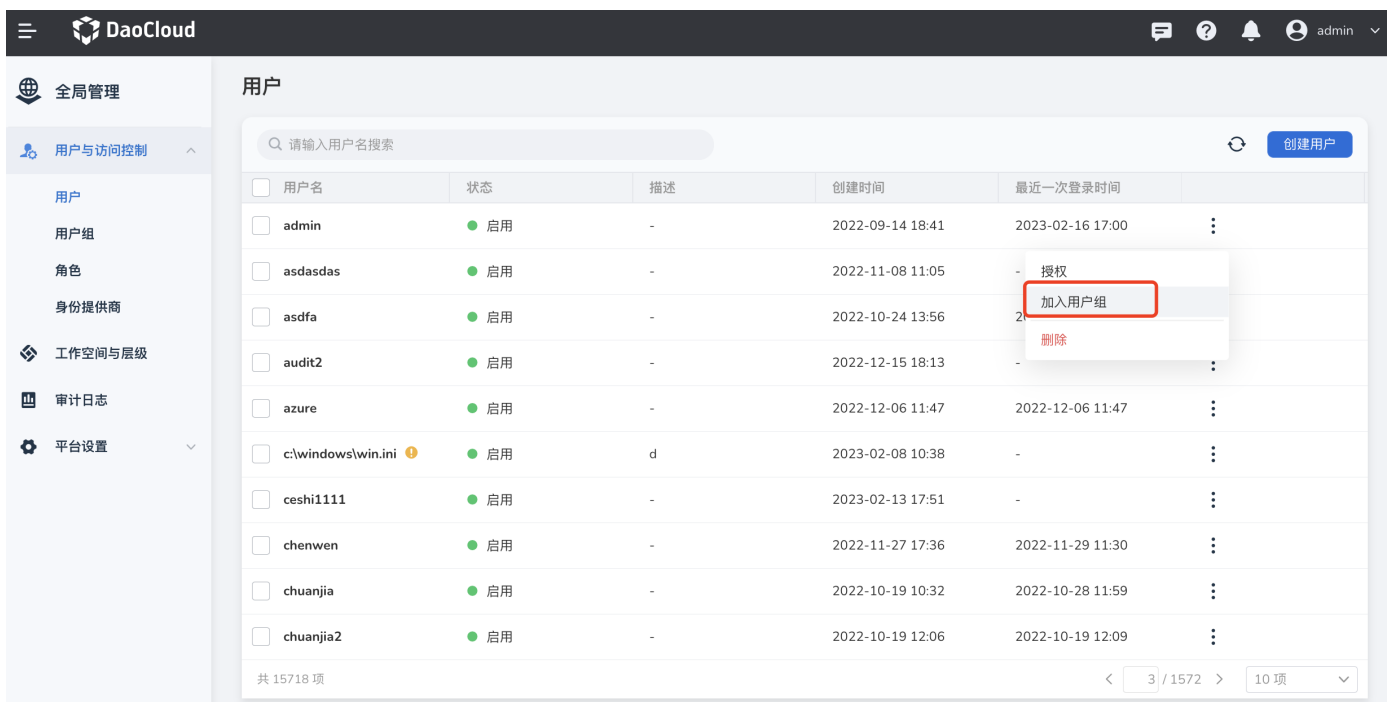 DaoCloud
admin
全局管理
用户与访问控制
用户
用户组
角色
身份提供商
工作空间与层级
审计日志
平台设置
用户
请输入用户名搜索
创建用户
用户名 状态 描述 创建时间 最近一次登录时间
admin 启用 - 2022-09-14 18:41 2023-02-16 17:00
asdasdas 启用 - 2022-11-08 11:05 -
授权
加入用户组
删除
asdfa 启用 - 2022-10-24 13:56 2
audit2 启用 - 2022-12-15 18:13 -
azure 启用 - 2022-12-06 11:47 2022-12-06 11:47
c:\windows\win.ini 启用 d 2023-02-08 10:38 -
ceshi1111 启用 - 2023-02-13 17:51 -
chenwen 启用 - 2022-11-27 17:36 2022-11-29 11:30
chuanjia 启用 - 2022-10-19 10:32 2022-10-28 11:59
chuanjia2 启用 - 2022-10-19 12:06 2022-10-19 12:09
共 15718 项
3 / 1572
10 项